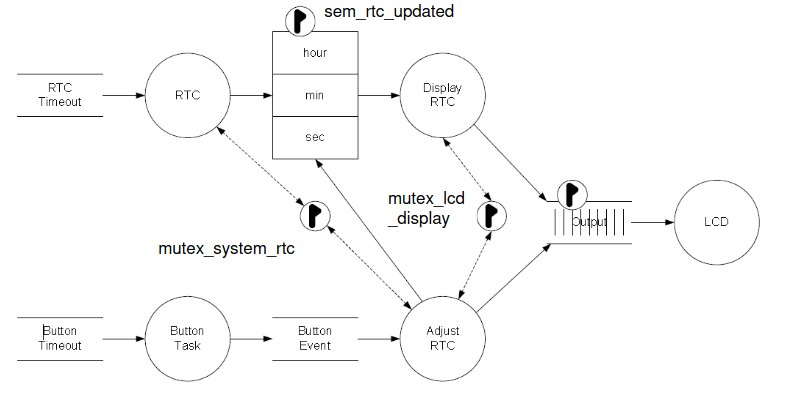 sem_rtc_updated
hour
RTC
Timeout
RTC
min
Display
RTC
sec
mutex_lcd
_display
Output
LCD
mutex_system_rtc
Button
Timeout
Button
Task
Button
Event
Adjust
RTC